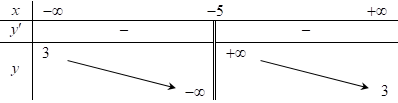 x −∞ −5 +∞
y′ − −
y 3 −∞ +∞ 3